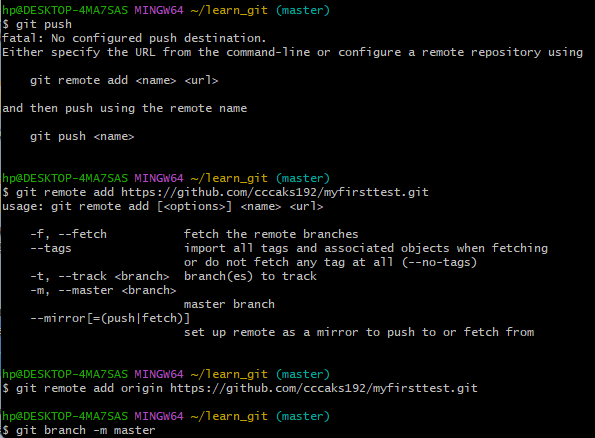 hp@DESKTOP-4MA7SAS MINGW64 ~/learn_git (master)
$ git push
fatal: No configured push destination.
Either specify the URL from the command-line or configure a remote repository using

    git remote add <name> <url>

and then push using the remote name

    git push <name>


hp@DESKTOP-4MA7SAS MINGW64 ~/learn_git (master)
$ git remote add https://github.com/cccaks192/myfirsttest.git
usage: git remote add [<options>] <name> <url>

    -f, --fetch           fetch the remote branches
    --tags                import all tags and associated objects when fetching
                          or do not fetch any tag at all (--no-tags)
    -t, --track <branch>  branch(es) to track
    -m, --master <branch>
                          master branch
    --mirror[=(push|fetch)]
                          set up remote as a mirror to push to or fetch from


hp@DESKTOP-4MA7SAS MINGW64 ~/learn_git (master)
$ git remote add origin https://github.com/cccaks192/myfirsttest.git

hp@DESKTOP-4MA7SAS MINGW64 ~/learn_git (master)
$ git branch -m master